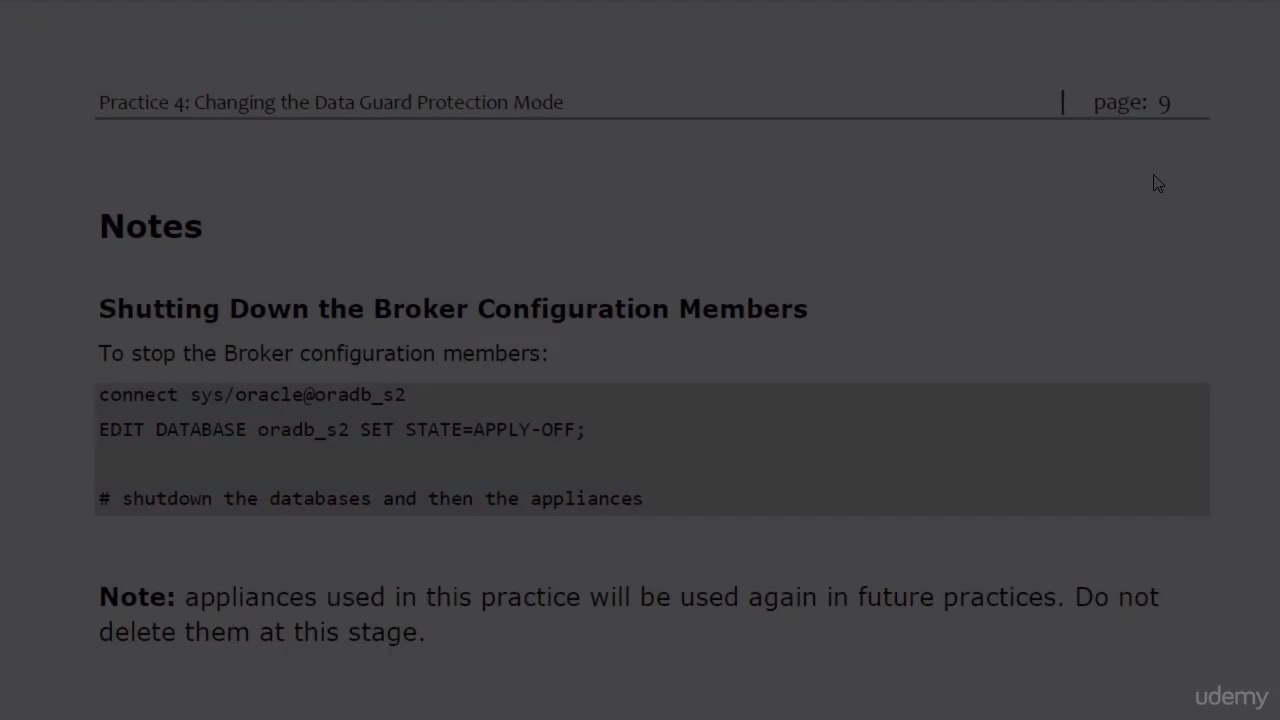 Practice 4: Changing the Data Guard Protection Mode | page: 9
Notes
Shutting Down the Broker Configuration Members
To stop the Broker configuration members:
connect sys/oracle@oradb_s2
EDIT DATABASE oradb_s2 SET STATE=APPLY-OFF;
# shutdown the databases and then the appliances
Note: appliances used in this practice will be used again in future practices. Do not
delete them at this stage.
udemy